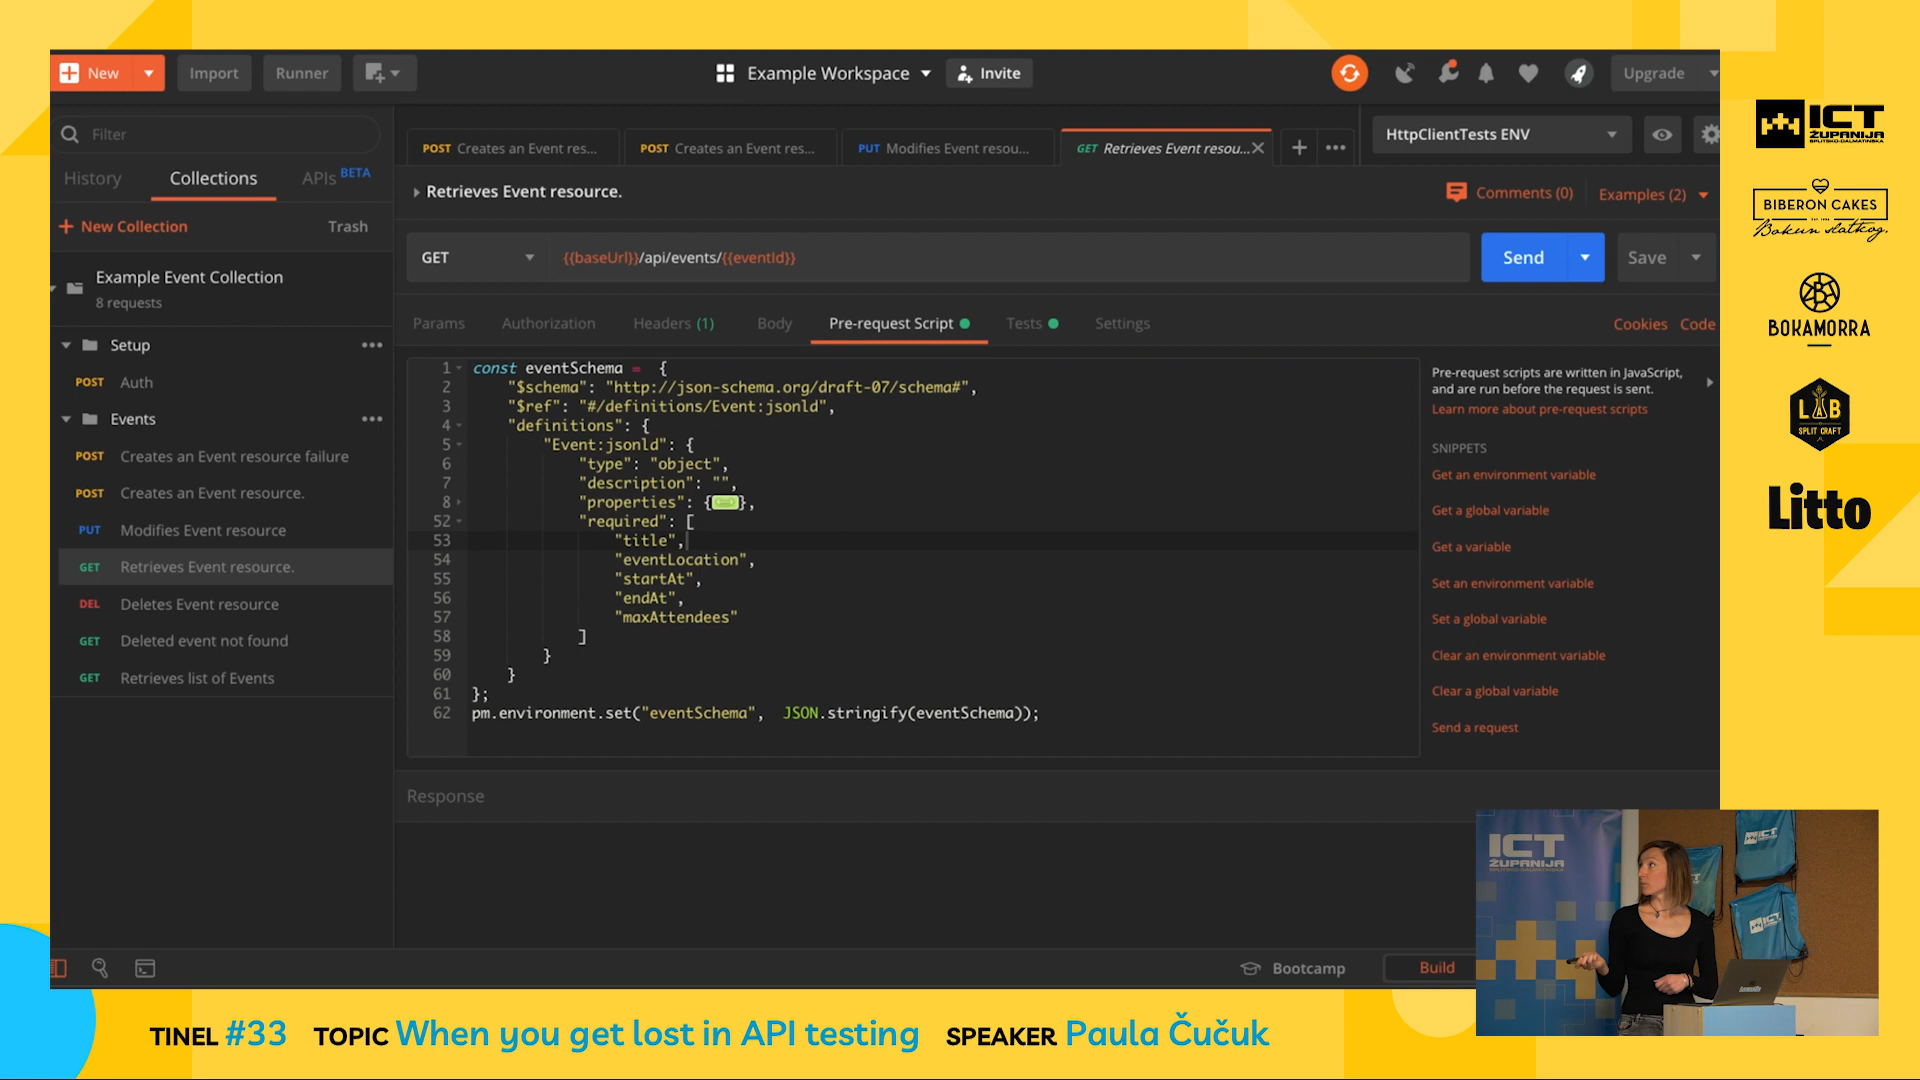 New
Import
Runner
Example Workspace
Invite
Upgrade
Filter
History
Collections
APIs BETA
+ New Collection
Trash
Example Event Collection
8 requests
Setup
POST Auth
Events
POST Creates an Event resource failure
POST Creates an Event resource.
PUT Modifies Event resource
GET Retrieves Event resource.
DEL Deletes Event resource
GET Deleted event not found
GET Retrieves list of Events
POST Creates an Event res...
POST Creates an Event res...
PUT Modifies Event resou...
GET Retrieves Event resou...
HttpClientTests ENV
Retrieves Event resource.
Comments (0)
Examples (2)
GET
{{baseUrl}}/api/events/{{eventId}}
Send
Save
Params
Authorization
Headers (1)
Body
Pre-request Script
Tests
Settings
Cookies
Code
1 const eventSchema = {
2 "$schema": "http://json-schema.org/draft-07/schema#",
3 "$ref": "#/definitions/Event:jsonld",
4 "definitions": {
5 "Event:jsonld": {
6 "type": "object",
7 "description": "",
8 "properties": {},
52 "required": [
53 "title",
54 "eventLocation",
55 "startAt",
56 "endAt",
57 "maxAttendees"
58 ]
59 }
60 }
61 };
62 pm.environment.set("eventSchema", JSON.stringify(eventSchema));
Pre-request scripts are written in JavaScript,
and are run before the request is sent.
Learn more about pre-request scripts
SNIPPETS
Get an environment variable
Get a global variable
Get a variable
Set an environment variable
Set a global variable
Clear an environment variable
Clear a global variable
Send a request
Response
Bootcamp
Build
ICT
ŽUPANIJA
SPLITSKO-DALMATINSKA
BIBERON CAKES
Bokun slatkog.
BOKAMORRA
LAB
SPLIT CRAFT
Litto
ICT
ŽUPANIJA
ICT
ICT
TINEL #33 TOPIC When you get lost in API testing SPEAKER Paula Čučuk